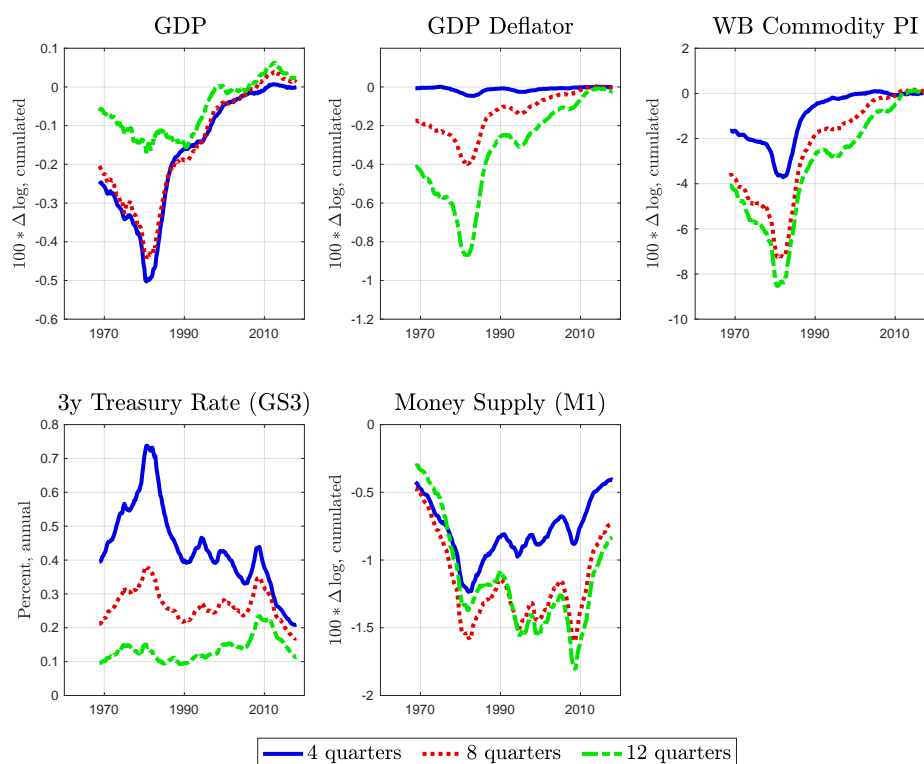 GDP
GDP Deflator
WB Commodity PI
100 * Δ log, cumulated
0.1
0
-0.1
-0.2
-0.3
-0.4
-0.5
-0.6
1970 1990 2010
100 * Δ log, cumulated
0
-0.2
-0.4
-0.6
-0.8
-1
-1.2
1970 1990 2010
100 * Δ log, cumulated
2
0
-2
-4
-6
-8
-10
1970 1990 2010
3y Treasury Rate (GS3)
Money Supply (M1)
Percent, annual
0.8
0.7
0.6
0.5
0.4
0.3
0.2
0.1
0
1970 1990 2010
100 * Δ log, cumulated
0
-0.5
-1
-1.5
-2
1970 1990 2010
4 quarters 8 quarters 12 quarters